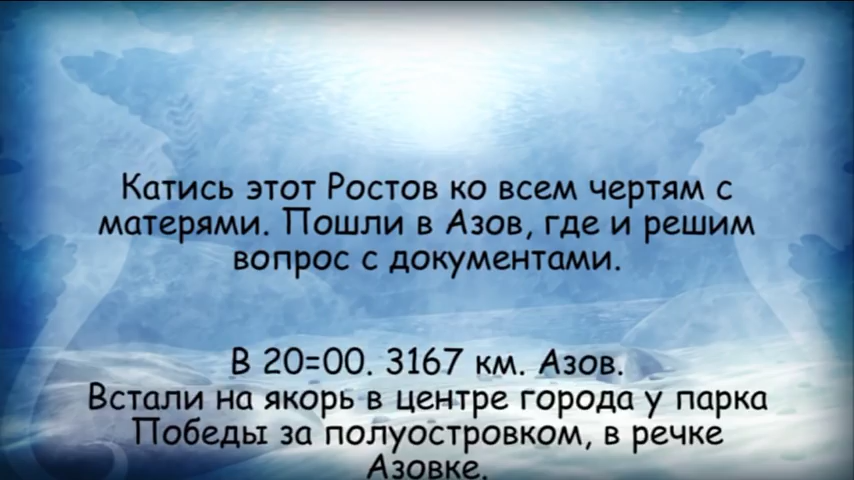 Катись этот Ростов ко всем чертям с
матерями. Пошли в Азов, где и решим
вопрос с документами.
В 20=00. 3167 км. Азов.
Встали на якорь в центре города у парка
Победы за полуостровком, в речке
Азовке.